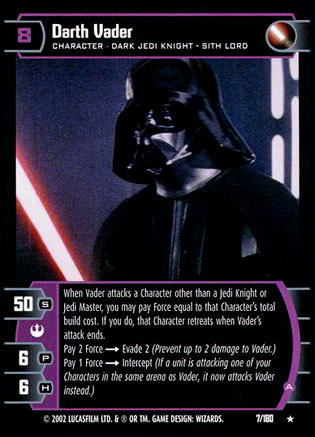 8 Darth Vader
CHARACTER - DARK JEDI KNIGHT • SITH LORD
50 S
When Vader attacks a Character other than a Jedi Knight or
Jedi Master, you may pay Force equal to that Character's total
build cost. If you do, that Character retreats when Vader's
attack ends.
6 P
Pay 2 Force → Evade 2 (Prevent up to 2 damage to Vader.)
Pay 1 Force → Intercept (If a unit is attacking one of your
6 H
Characters in the same arena as Vader, it now attacks Vader
instead.)
A
© 2002 LUCASFILM LTD. & ® OR TM. GAME DESIGN: WIZARDS.
7/180 ★